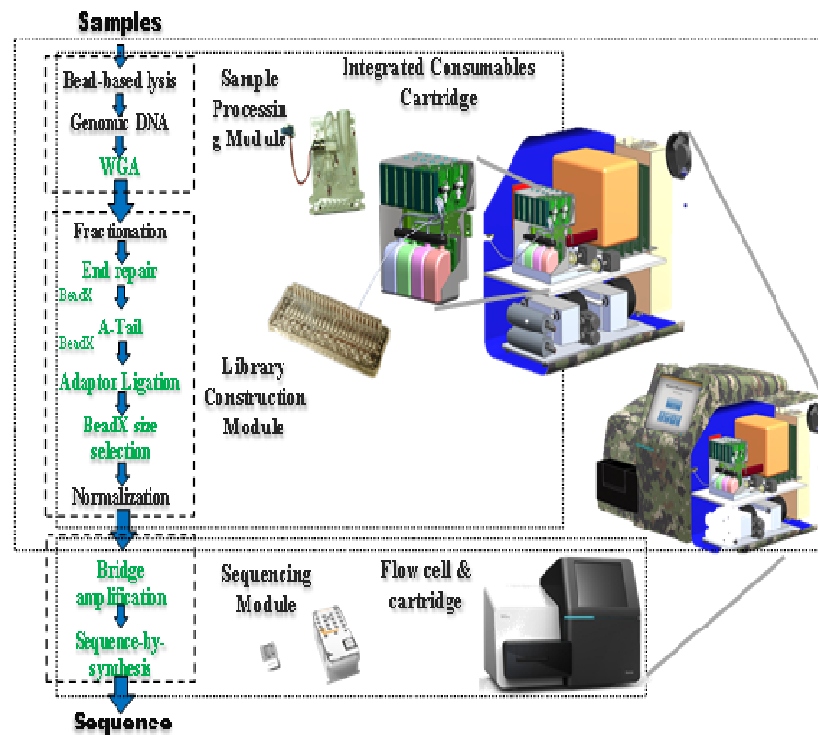 Samples
Bead-based lysis
Genomic DNA
WGA
Sample
Processin
g Module
Integrated Consumables
Cartridge
Fractionation
End repair
BeadX
A-Tail
BeadX
Adaptor Ligation
BeadX size
selection
Normalization
Library
Construction
Module
Bridge
amplification
Sequence-by-
synthesis
Sequencing
Module
Flow cell &
cartridge
Sequence